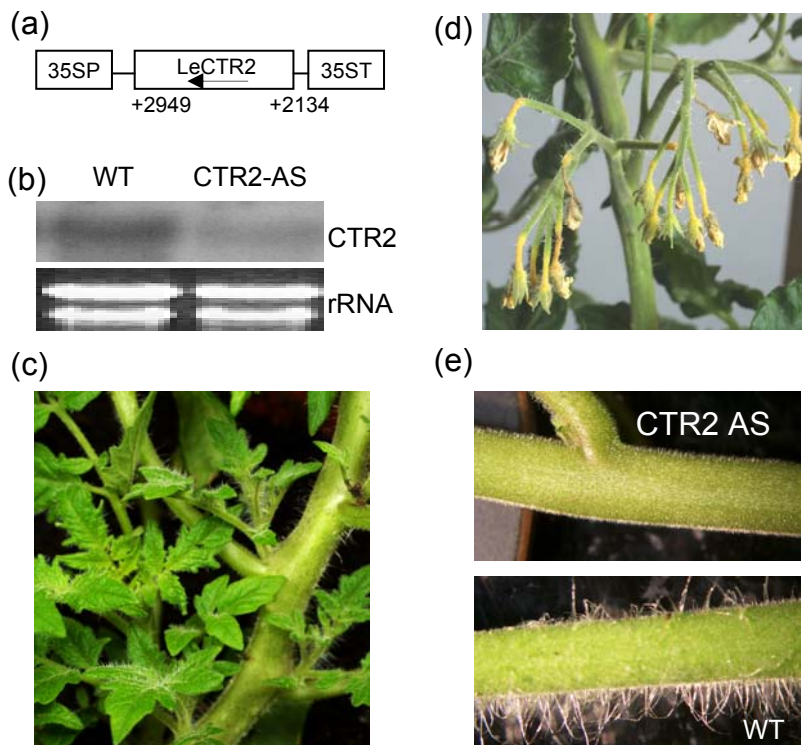 (a)
35SP LeCTR2 35ST
+2949 +2134
(b)
WT CTR2-AS
CTR2
rRNA
(c)
(d)
(e)
CTR2 AS
WT